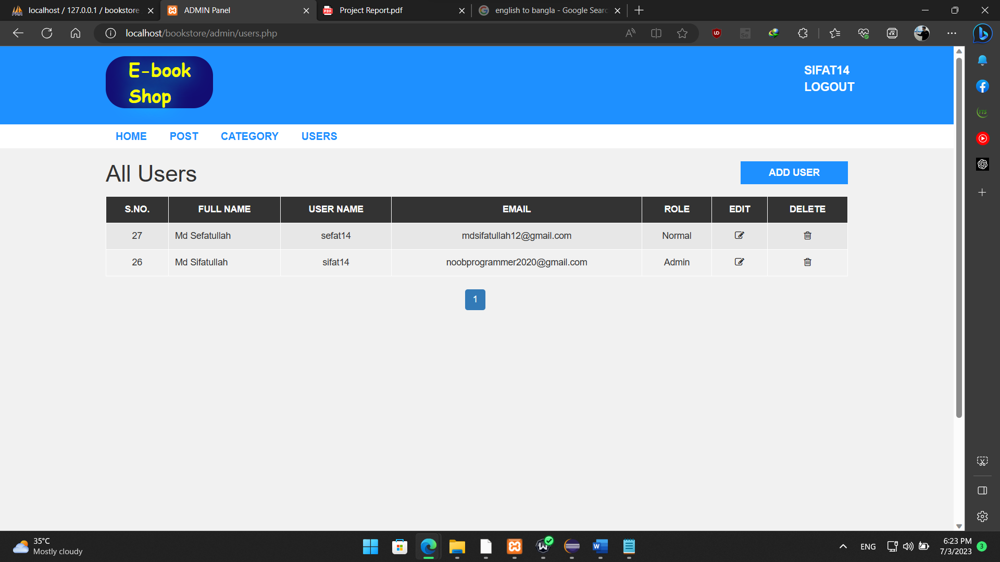 localhost / 127.0.0.1 / bookstore
ADMIN Panel
Project Report.pdf
english to bangla - Google Searc
localhost/bookstore/admin/users.php
E-book
Shop
SIFAT14
LOGOUT
HOME POST CATEGORY USERS
All Users
ADD USER
S.NO. FULL NAME USER NAME EMAIL ROLE EDIT DELETE
27 Md Sefatullah sefat14 mdsifatullah12@gmail.com Normal
26 Md Sifatullah sifat14 noobprogrammer2020@gmail.com Admin
1
YTS
35°C
Mostly cloudy
ENG
6:23 PM
7/3/2023
3